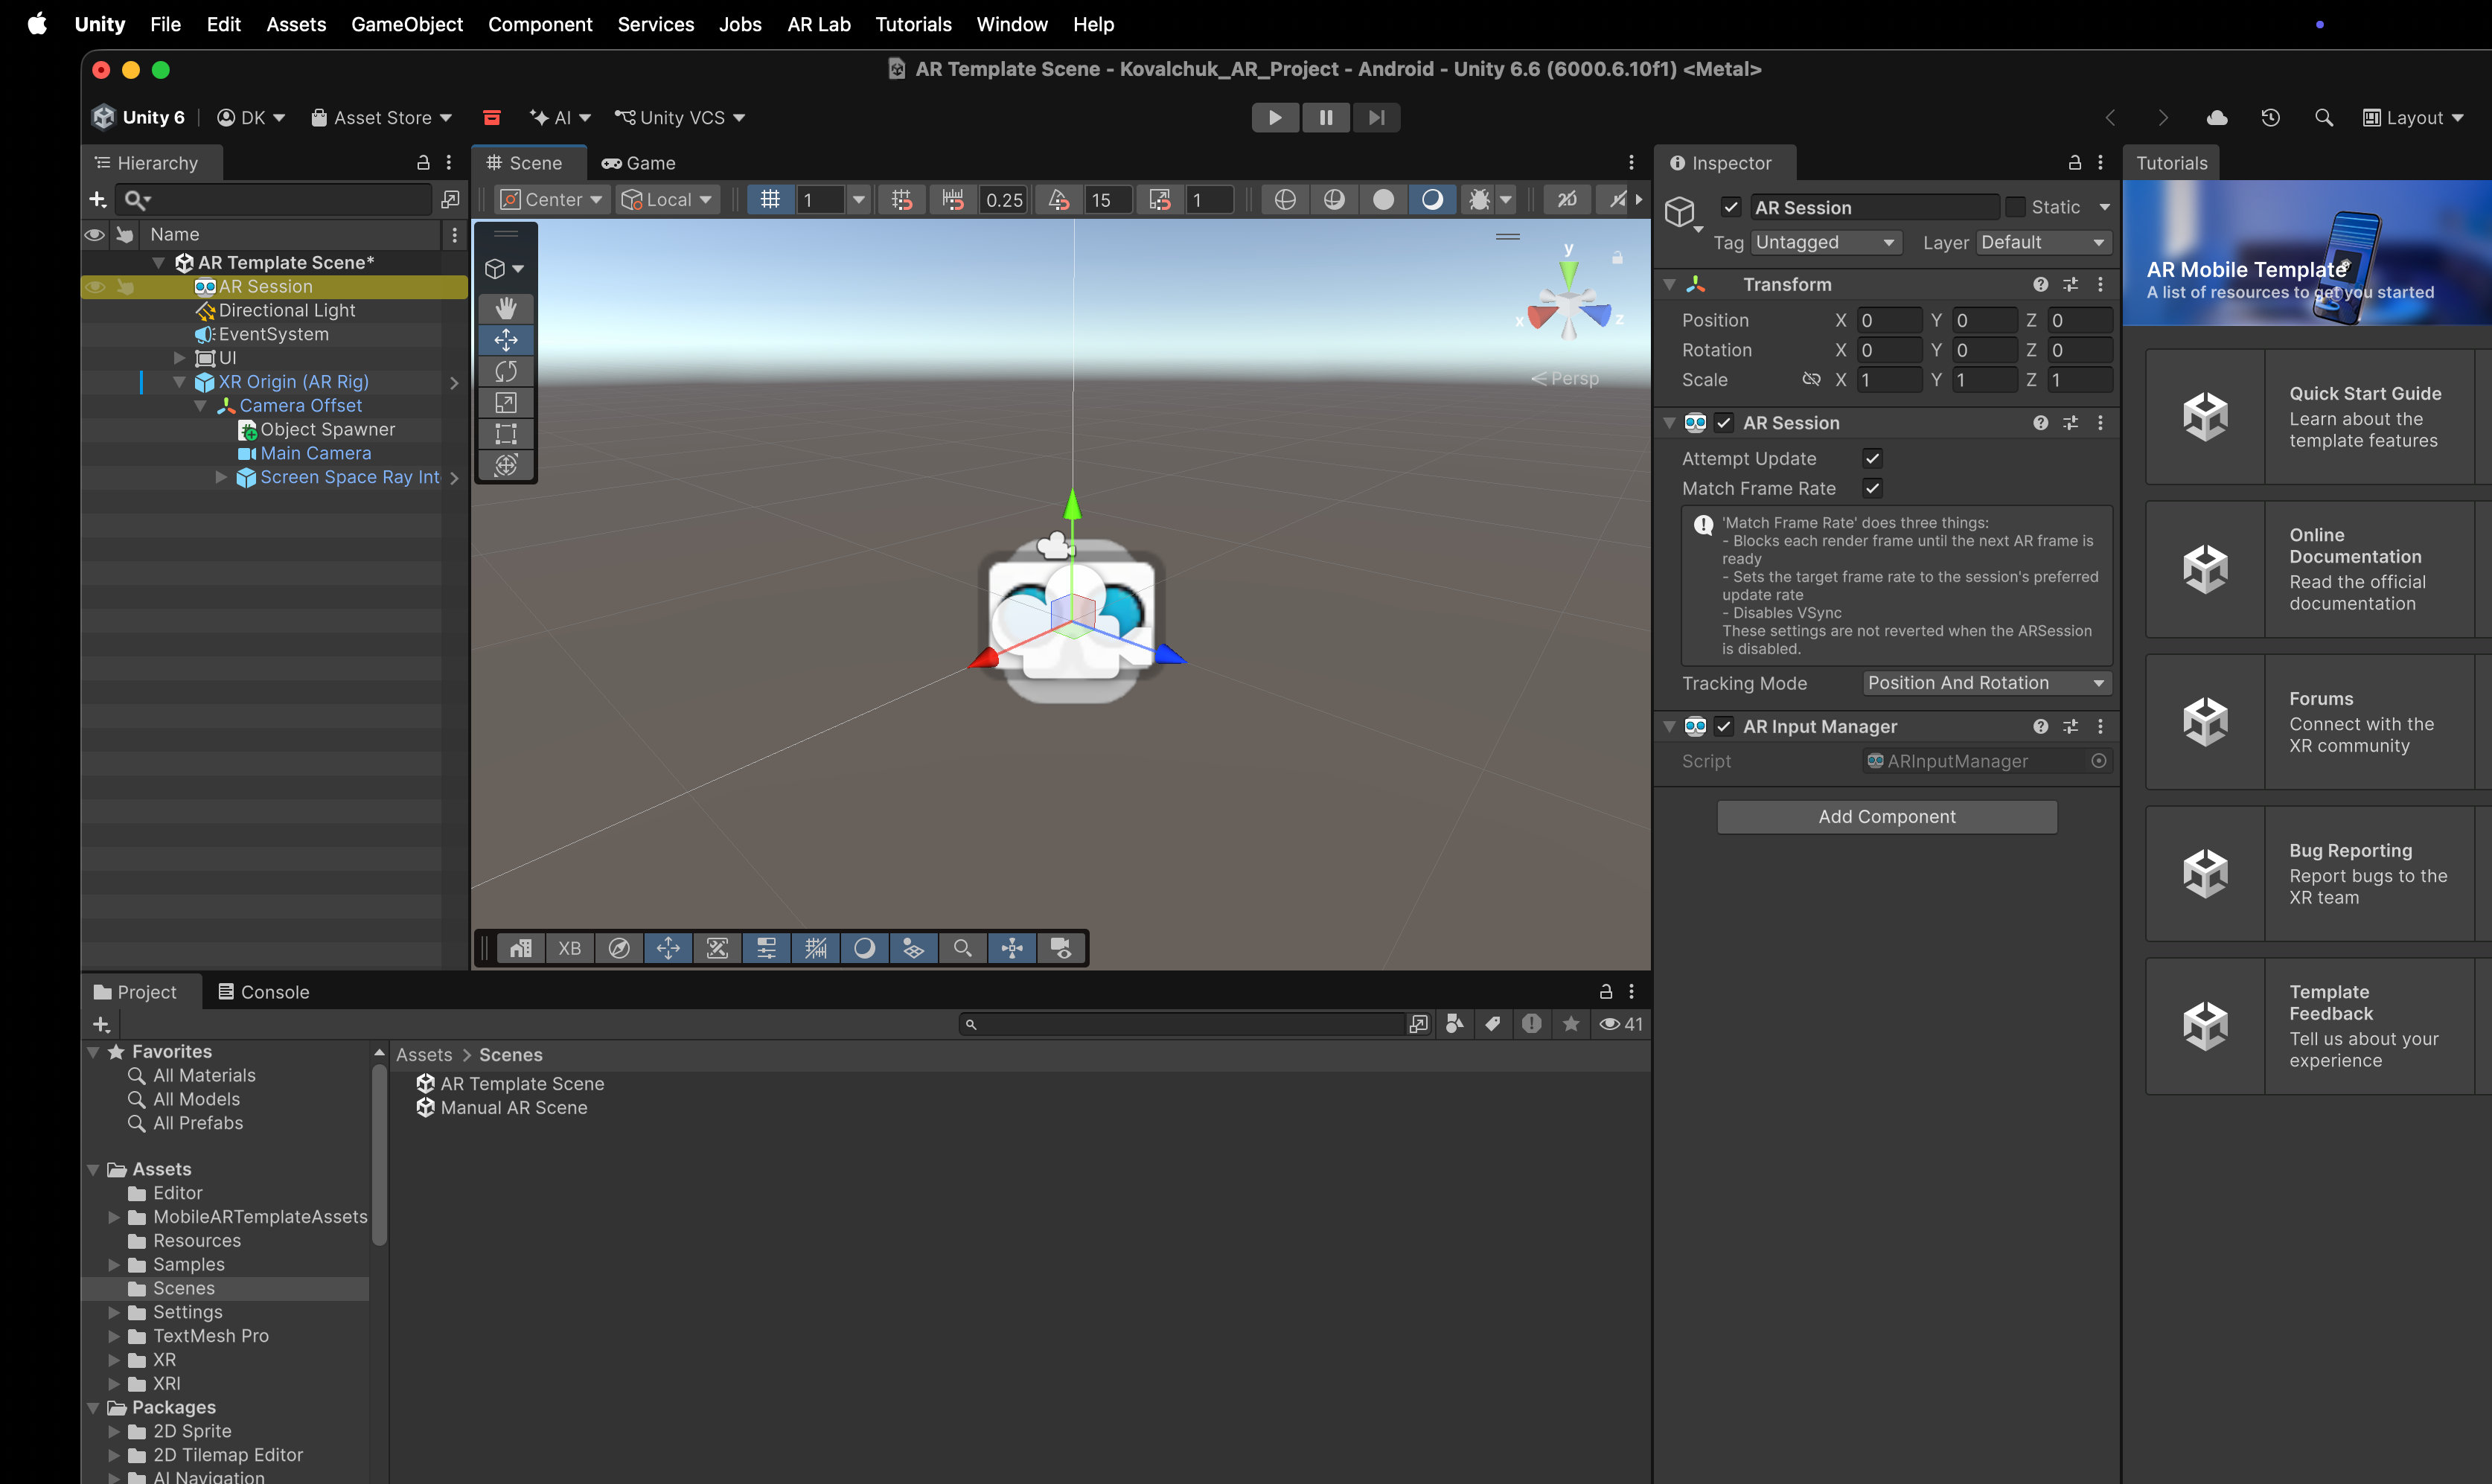 Unity File Edit Assets GameObject Component Services Jobs AR Lab Tutorials Window Help
AR Template Scene - Kovalchuk_AR_Project - Android - Unity 6.6 (6000.6.10f1) <Metal>
Unity 6 DK Asset Store AI Unity VCS Layout
Hierarchy
Name
AR Template Scene*
AR Session
Directional Light
EventSystem
UI
XR Origin (AR Rig)
Camera Offset
Object Spawner
Main Camera
Screen Space Ray Int
Scene Game
Center Local 1 0.25 15 1 2D
y
x z
Persp
XB
Inspector
AR Session Static
Tag Untagged Layer Default
Transform
Position X 0 Y 0 Z 0
Rotation X 0 Y 0 Z 0
Scale X 1 Y 1 Z 1
AR Session
Attempt Update
Match Frame Rate
'Match Frame Rate' does three things:
- Blocks each render frame until the next AR frame is
ready
- Sets the target frame rate to the session's preferred
update rate
- Disables VSync
These settings are not reverted when the ARSession
is disabled.
Tracking Mode Position And Rotation
AR Input Manager
Script ARInputManager
Add Component
Tutorials
AR Mobile Template
A list of resources to get you started
Quick Start Guide
Learn about the
template features
Online
Documentation
Read the official
documentation
Forums
Connect with the
XR community
Bug Reporting
Report bugs to the
XR team
Template
Feedback
Tell us about your
experience
Project Console
41
Favorites
All Materials
All Models
All Prefabs
Assets
Editor
MobileARTemplateAssets
Resources
Samples
Scenes
Settings
TextMesh Pro
XR
XRI
Packages
2D Sprite
2D Tilemap Editor
AI Navigation
Assets > Scenes
AR Template Scene
Manual AR Scene